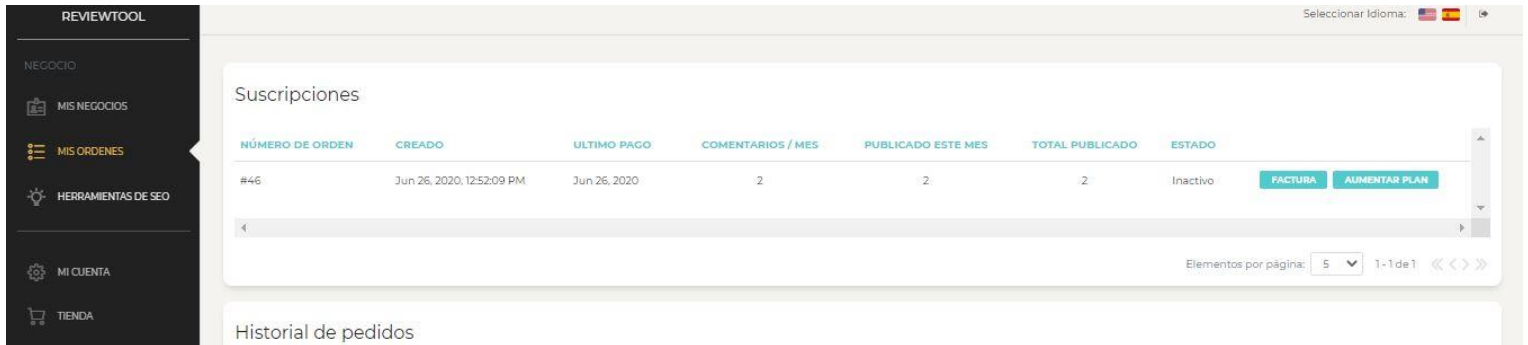 REVIEWTOOL
Seleccionar Idioma:
NEGOCIO
MIS NEGOCIOS
MIS ORDENES
HERRAMIENTAS DE SEO
MI CUENTA
TIENDA
Suscripciones
NÚMERO DE ORDEN CREADO ULTIMO PAGO COMENTARIOS / MES PUBLICADO ESTE MES TOTAL PUBLICADO ESTADO
#46 Jun 26, 2020, 12:52:09 PM Jun 26, 2020 2 2 2 Inactivo FACTURA AUMENTAR PLAN
Elementos por página: 5 1 - 1 de 1
Historial de pedidos